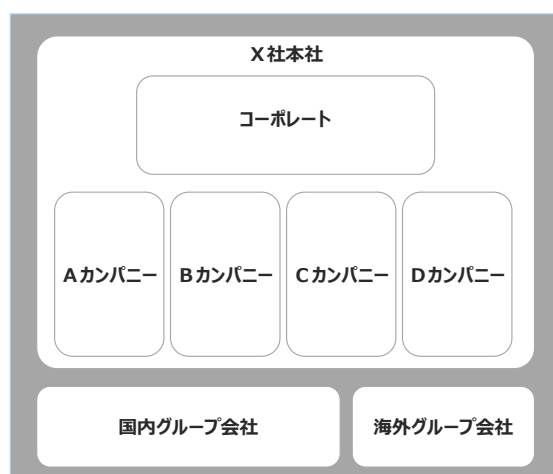 X社本社
コーポレート
Aカンパニー
Bカンパニー
Cカンパニー
Dカンパニー
国内グループ会社
海外グループ会社